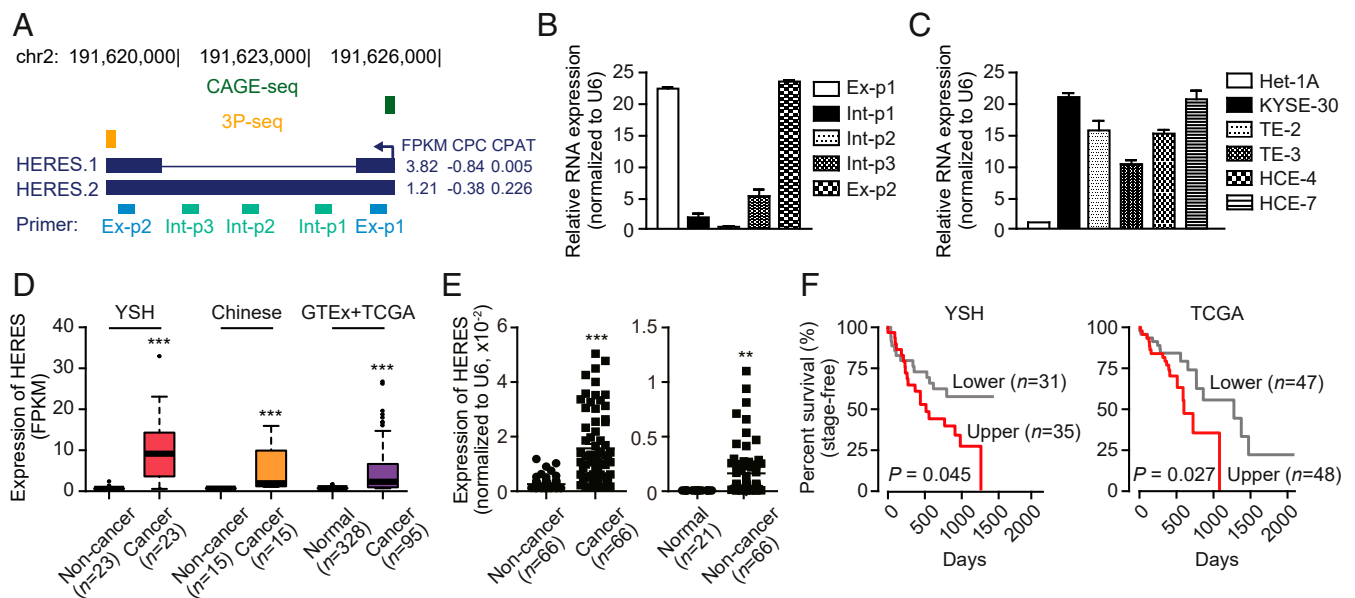 A
chr2: 191,620,000| 191,623,000| 191,626,000|
CAGE-seq
3P-seq
FPKM CPC CPAT
HERES.1 3.82 -0.84 0.005
HERES.2 1.21 -0.38 0.226
Primer: Ex-p2 Int-p3 Int-p2 Int-p1 Ex-p1
B
Relative RNA expression
(normalized to U6)
25
20
15
10
5
0
Ex-p1
Int-p1
Int-p2
Int-p3
Ex-p2
C
Relative RNA expression
(normalized to U6)
25
20
15
10
5
0
Het-1A
KYSE-30
TE-2
TE-3
HCE-4
HCE-7
D
YSH Chinese GTEx+TCGA
Expression of HERES
(FPKM)
40
30
20
10
0
*** *** ***
Non-cancer
(n=23)
Cancer
(n=23)
Non-cancer
(n=15)
Cancer
(n=15)
Normal
(n=328)
Cancer
(n=95)
E
Expression of HERES
(normalized to U6, x10-2)
6
4
2
0
***
Non-cancer
(n=66)
Cancer
(n=66)
1.5
1
0.5
0
**
Normal
(n=21)
Non-cancer
(n=66)
F
YSH
Percent survival (%)
(stage-free)
100
75
50
25
0
Lower (n=31)
Upper (n=35)
P = 0.045
0 500 1000 1500 2000
Days
TCGA
100
75
50
25
0
Lower (n=47)
P = 0.027 Upper (n=48)
0 500 1000 1500 2000
Days